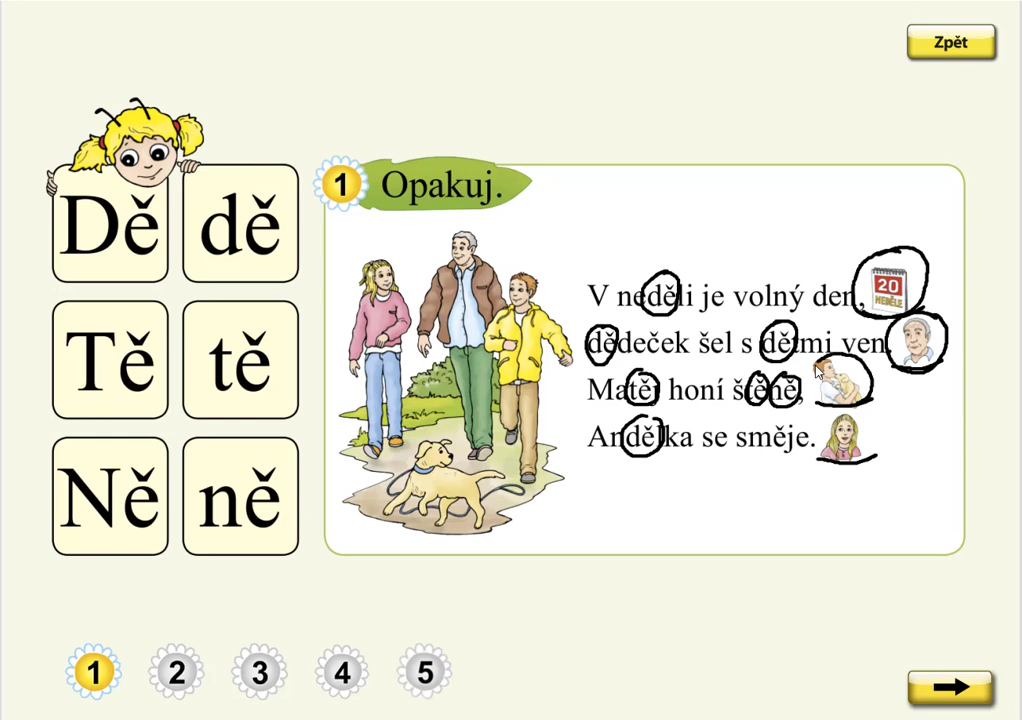 Zpět
Dě dě
Tě tě
Ně ně
1 Opakuj.
V neděli je volný den,
20
NEDĚLE
dědeček šel s dětmi ven.
Matěj honí štěně,
Andělka se směje.
1 2 3 4 5